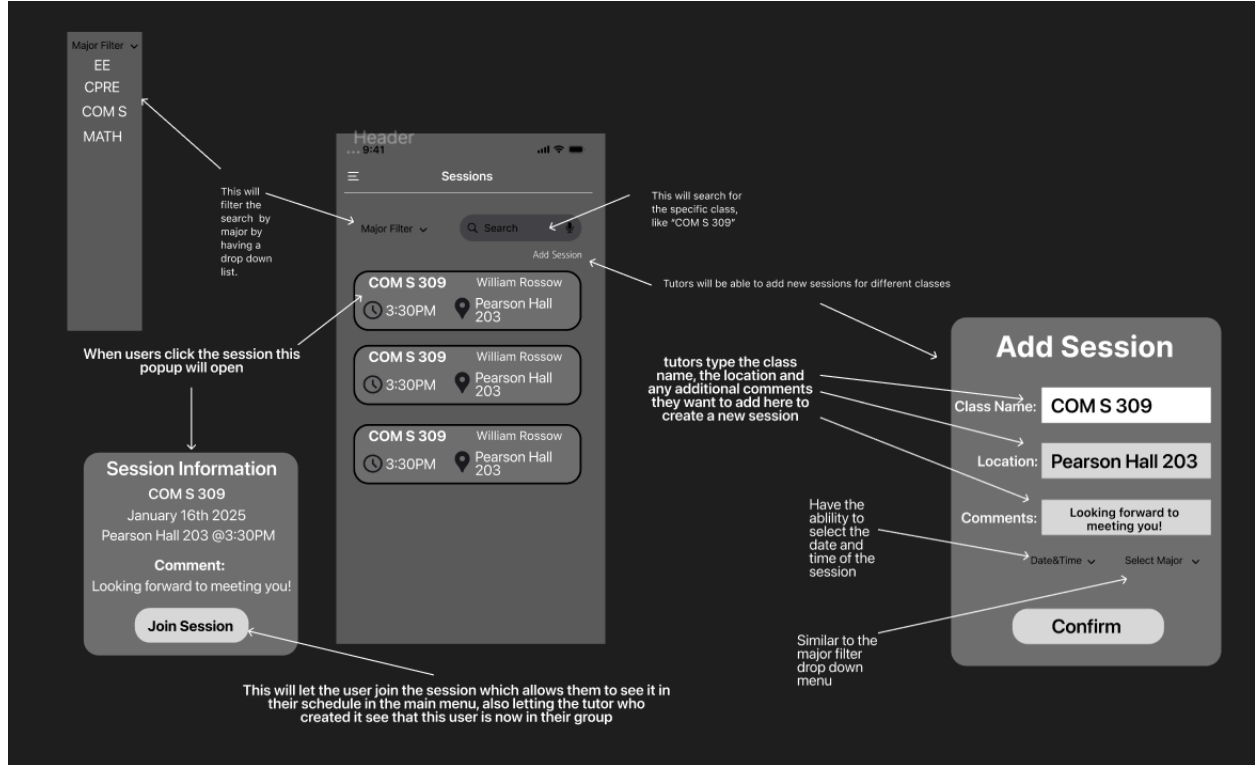 Major Filter
EE
CPRE
COM S
MATH
This will
filter the
search by
major by
having a
drop down
list.
Header
9:41
Sessions
Major Filter
Search
Add Session
COM S 309 William Rossow
3:30PM Pearson Hall
203
COM S 309 William Rossow
3:30PM Pearson Hall
203
COM S 309 William Rossow
3:30PM Pearson Hall
203
This will search for
the specific class,
like "COM S 309"
Tutors will be able to add new sessions for different classes
When users click the session this
popup will open
Session Information
COM S 309
January 16th 2025
Pearson Hall 203 @3:30PM
Comment:
Looking forward to meeting you!
Join Session
This will let the user join the session which allows them to see it in
their schedule in the main menu, also letting the tutor who
created it see that this user is now in their group
tutors type the class
name, the location and
any additional comments
they want to add here to
create a new session
Have the
ablility to
select the
date and
time of the
session
Similar to the
major filter
drop down
menu
Add Session
Class Name: COM S 309
Location: Pearson Hall 203
Comments: Looking forward to
meeting you!
Date&Time Select Major
Confirm